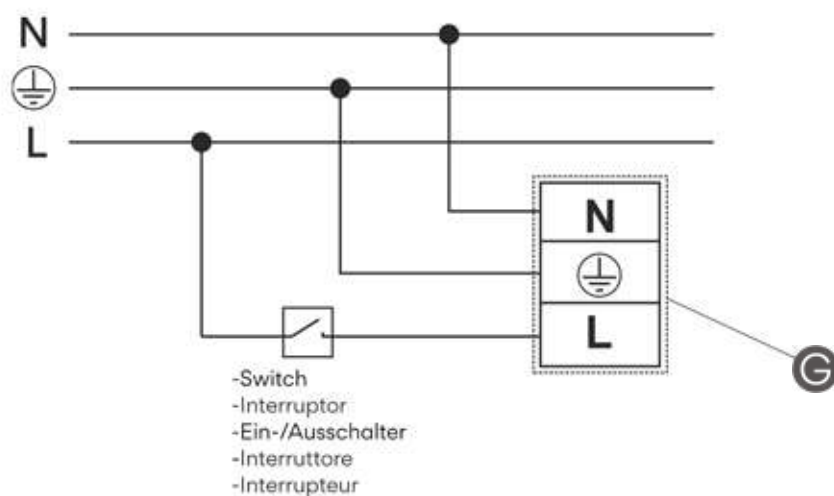 N
L
N
L
G
-Switch
-Interruptor
-Ein-/Ausschalter
-Interruttore
-Interrupteur